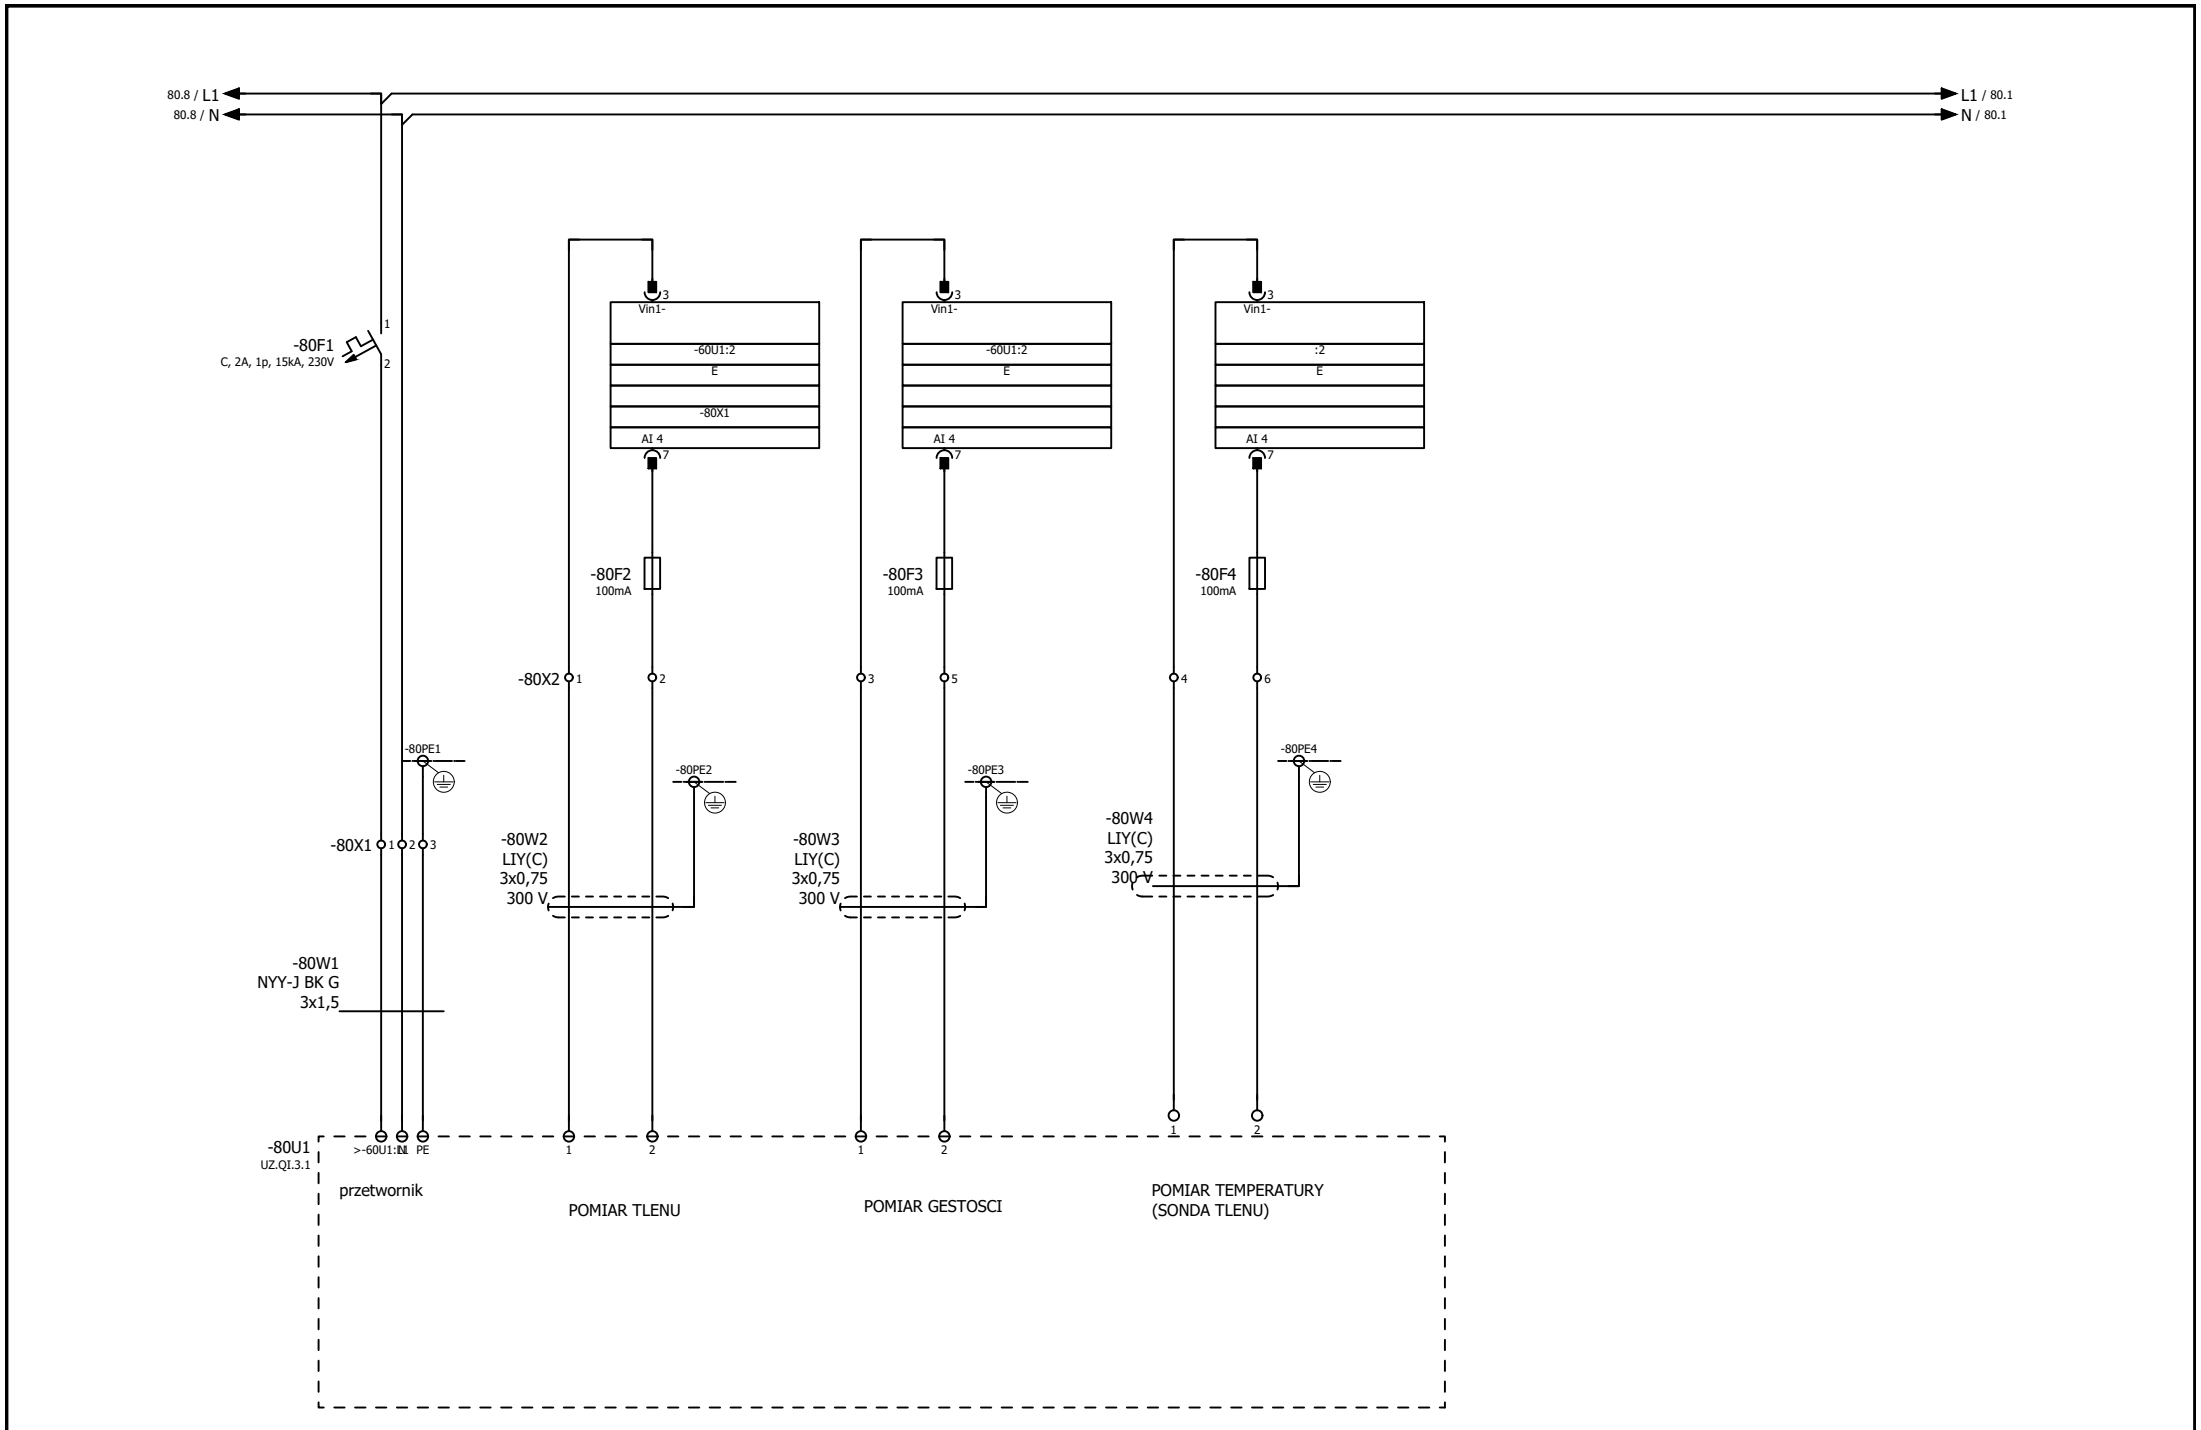 80.8 / L1
L1 / 80.1
80.8 / N
N / 80.1
3
Vin1-
3
Vin1-
3
Vin1-
1
-80F1
C, 2A, 1p, 15kA, 230V
2
-60U1:2
E
-80X1
AI 4
7
-60U1:2
E
AI 4
7
:2
E
AI 4
7
-80F2
100mA
-80F3
100mA
-80F4
100mA
-80X2 1 2 3 5 4 6
-80PE1
-80PE2
-80PE3
-80PE4
-80X1 1 2 3
-80W2
LIY(C)
3x0,75
300 V
-80W3
LIY(C)
3x0,75
300 V
-80W4
LIY(C)
3x0,75
300 V
-80W1
NYY-J BK G
3x1,5
-80U1
UZ.QI.3.1
>-60U1: PE
1 2 1 2 1 2
przetwornik
POMIAR TLENU
POMIAR GESTOSCI
POMIAR TEMPERATURY
(SONDA TLENU)